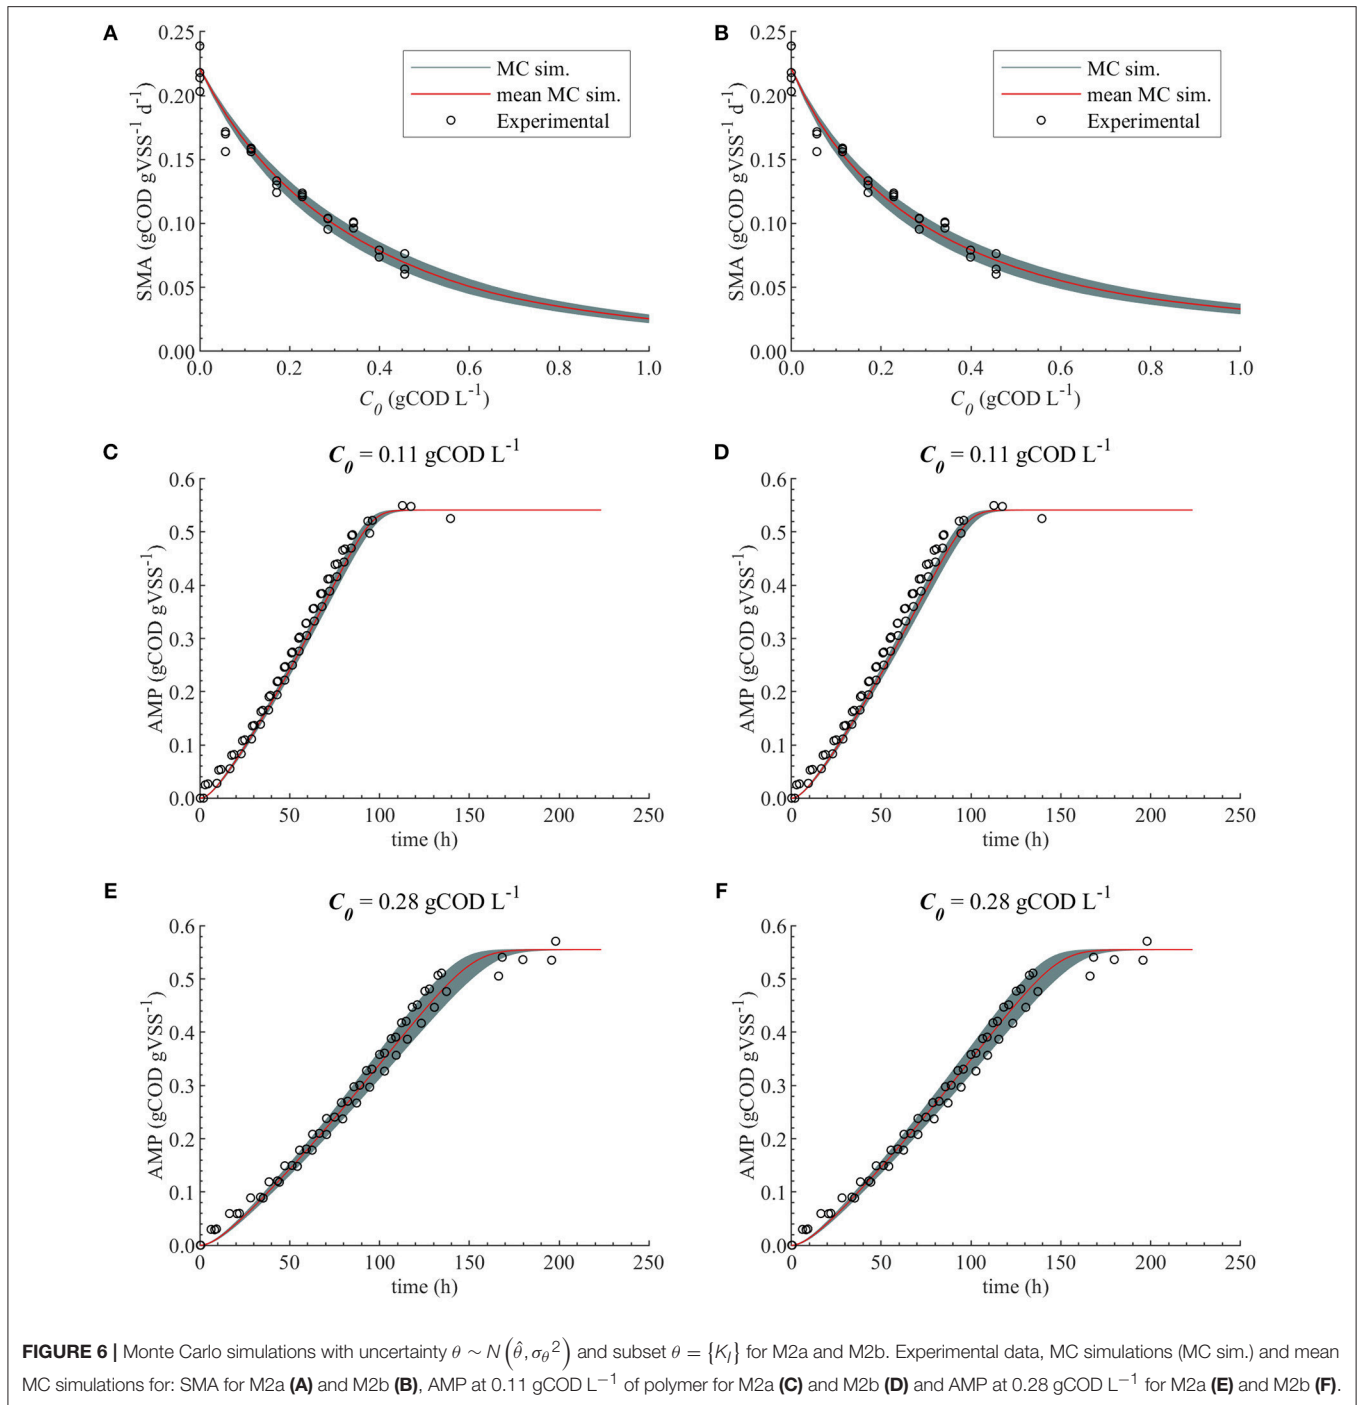 A
0.25
0.20
0.15
0.10
0.05
0.00
SMA (gCOD gVSS⁻¹ d⁻¹)
MC sim.
mean MC sim.
Experimental
0.0 0.2 0.4 0.6 0.8 1.0
C₀ (gCOD L⁻¹)
B
0.25
0.20
0.15
0.10
0.05
0.00
SMA (gCOD gVSS⁻¹ d⁻¹)
MC sim.
mean MC sim.
Experimental
0.0 0.2 0.4 0.6 0.8 1.0
C₀ (gCOD L⁻¹)
C
C₀ = 0.11 gCOD L⁻¹
0.6
0.5
0.4
0.3
0.2
0.1
0.0
AMP (gCOD gVSS⁻¹)
0 50 100 150 200 250
time (h)
D
C₀ = 0.11 gCOD L⁻¹
0.6
0.5
0.4
0.3
0.2
0.1
0.0
AMP (gCOD gVSS⁻¹)
0 50 100 150 200 250
time (h)
E
C₀ = 0.28 gCOD L⁻¹
0.6
0.5
0.4
0.3
0.2
0.1
0.0
AMP (gCOD gVSS⁻¹)
0 50 100 150 200 250
time (h)
F
C₀ = 0.28 gCOD L⁻¹
0.6
0.5
0.4
0.3
0.2
0.1
0.0
AMP (gCOD gVSS⁻¹)
0 50 100 150 200 250
time (h)
FIGURE 6 | Monte Carlo simulations with uncertainty θ ∼ N(θ̂, σ_θ²) and subset θ = {K_I} for M2a and M2b. Experimental data, MC simulations (MC sim.) and mean
MC simulations for: SMA for M2a (A) and M2b (B), AMP at 0.11 gCOD L⁻¹ of polymer for M2a (C) and M2b (D) and AMP at 0.28 gCOD L⁻¹ for M2a (E) and M2b (F).